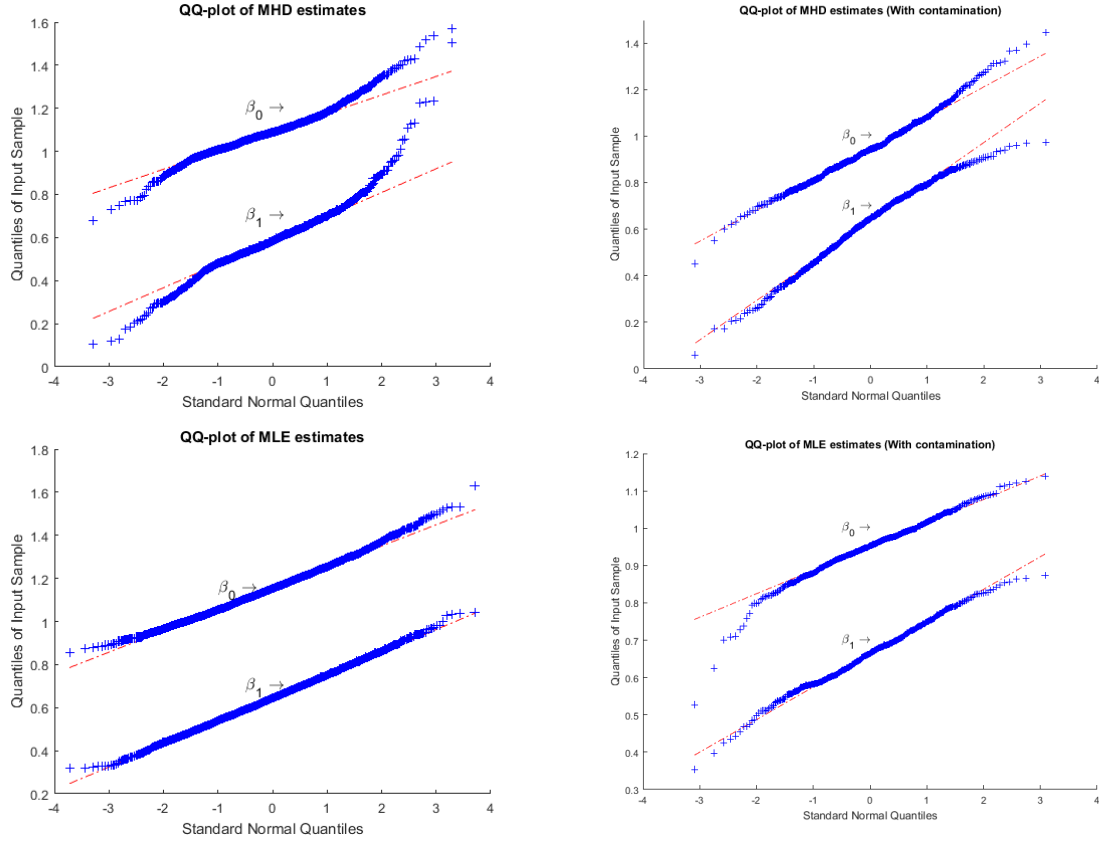 QQ-plot of MHD estimates
Quantiles of Input Sample
1.6
1.4
1.2
1
0.8
0.6
0.4
0.2
0
β0 →
β1 →
-4 -3 -2 -1 0 1 2 3 4
Standard Normal Quantiles
QQ-plot of MHD estimates (With contamination)
Quantiles of Input Sample
1.4
1.2
1
0.8
0.6
0.4
0.2
0
β0 →
β1 →
-4 -3 -2 -1 0 1 2 3 4
Standard Normal Quantiles
QQ-plot of MLE estimates
Quantiles of Input Sample
1.8
1.6
1.4
1.2
1
0.8
0.6
0.4
0.2
β0 →
β1 →
-4 -3 -2 -1 0 1 2 3 4
Standard Normal Quantiles
QQ-plot of MLE estimates (With contamination)
Quantiles of Input Sample
1.2
1.1
1
0.9
0.8
0.7
0.6
0.5
0.4
0.3
β0 →
β1 →
-4 -3 -2 -1 0 1 2 3 4
Standard Normal Quantiles